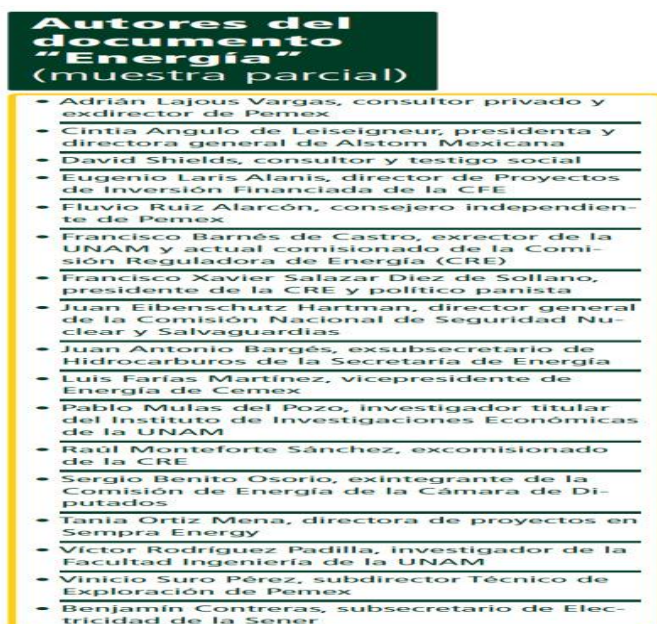 Autores del
documento
“Energía”
(muestra parcial)
• Adrián Lajous Vargas, consultor privado y
exdirector de Pemex
• Cintia Angulo de Leiseigneur, presidenta y
directora general de Alstom Mexicana
• David Shields, consultor y testigo social
• Eugenio Laris Alanis, director de Proyectos
de Inversión Financiada de la CFE
• Fluvio Ruiz Alarcón, consejero independien-
te de Pemex
• Francisco Barnés de Castro, exrector de la
UNAM y actual comisionado de la Comi-
sión Reguladora de Energía (CRE)
• Francisco Xavier Salazar Diez de Sollano,
presidente de la CRE y político panista
• Juan Eibenschutz Hartman, director general
de la Comisión Nacional de Seguridad Nu-
clear y Salvaguardias
• Juan Antonio Bargés, exsubsecretario de
Hidrocarburos de la Secretaría de Energía
• Luis Farías Martínez, vicepresidente de
Energía de Cemex
• Pablo Mulas del Pozo, investigador titular
del Instituto de Investigaciones Económicas
de la UNAM
• Raúl Monteforte Sánchez, excomisionado
de la CRE
• Sergio Benito Osorio, exintegrante de la
Comisión de Energía de la Cámara de Di-
putados
• Tania Ortiz Mena, directora de proyectos en
Sempra Energy
• Víctor Rodríguez Padilla, investigador de la
Facultad Ingeniería de la UNAM
• Vinicio Suro Pérez, subdirector Técnico de
Exploración de Pemex
• Benjamín Contreras, subsecretario de Elec-
tricidad de la Sener